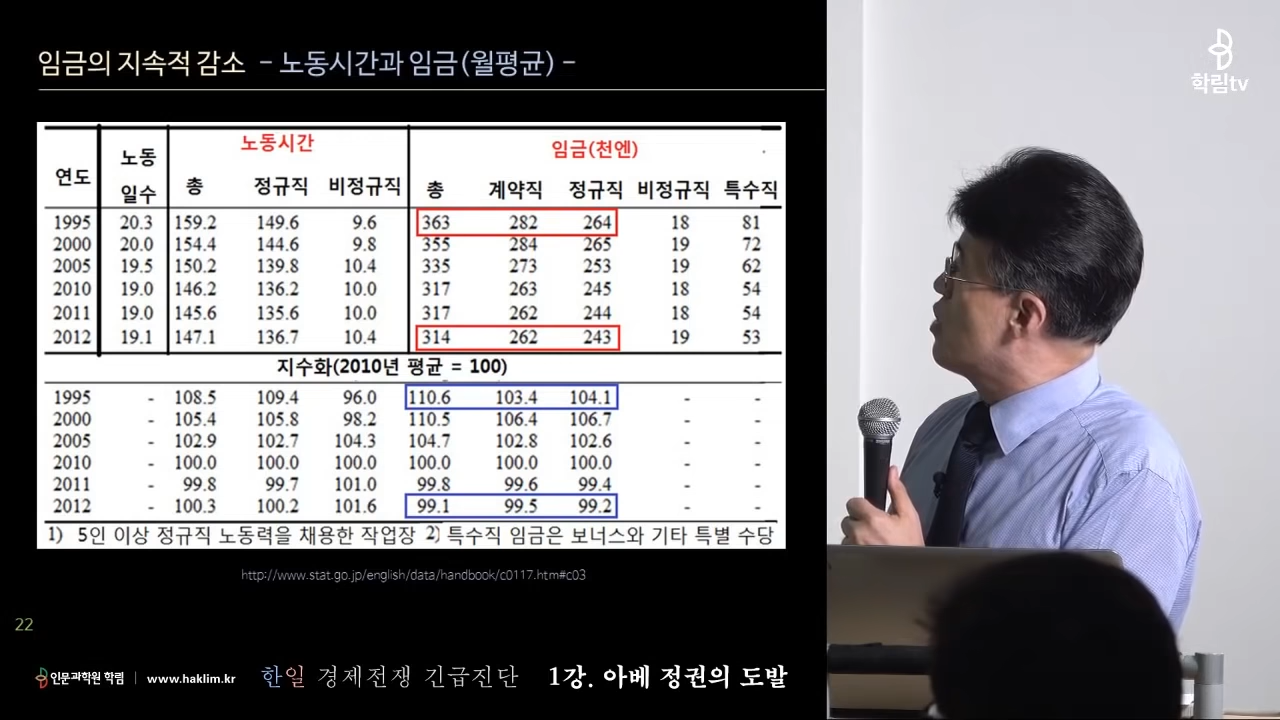 임금의 지속적 감소 - 노동시간과 임금(월평균) -
학림tv
연도 노동일수 노동시간 임금(천엔)
총 정규직 비정규직 총 계약직 정규직 비정규직 특수직
1995 20.3 159.2 149.6 9.6 363 282 264 18 81
2000 20.0 154.4 144.6 9.8 355 284 265 19 72
2005 19.5 150.2 139.8 10.4 335 273 253 19 62
2010 19.0 146.2 136.2 10.0 317 263 245 18 54
2011 19.0 145.6 135.6 10.0 317 262 244 18 54
2012 19.1 147.1 136.7 10.4 314 262 243 19 53
지수화(2010년 평균 = 100)
1995 - 108.5 109.4 96.0 110.6 103.4 104.1 - -
2000 - 105.4 105.8 98.2 110.5 106.4 106.7 - -
2005 - 102.9 102.7 104.3 104.7 102.8 102.6 - -
2010 - 100.0 100.0 100.0 100.0 100.0 100.0 - -
2011 - 99.8 99.7 101.0 99.8 99.6 99.4 - -
2012 - 100.3 100.2 101.6 99.1 99.5 99.2 - -
1) 5인 이상 정규직 노동력을 채용한 작업장 2) 특수직 임금은 보너스와 기타 특별 수당
http://www.stat.go.jp/english/data/handbook/c0117.htm#c03
22
인문과학원 학림 | www.haklim.kr 한일 경제전쟁 긴급진단 1강. 아베 정권의 도발